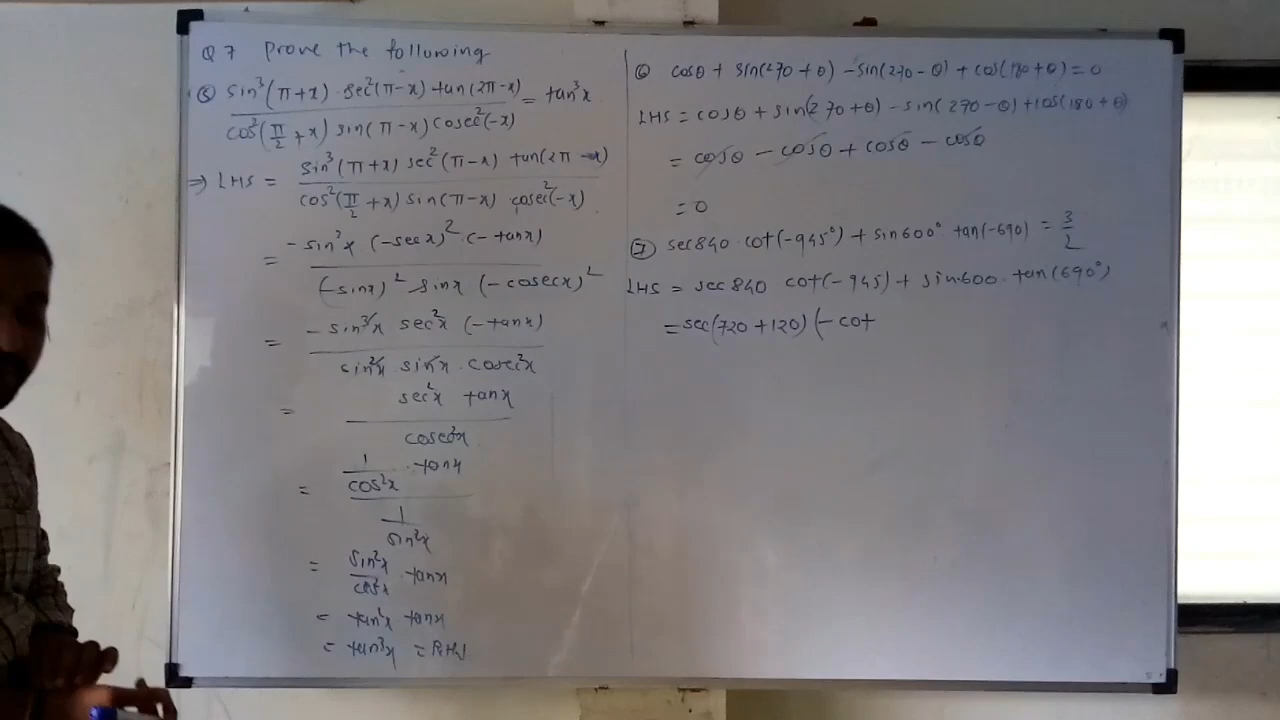 Q 7 Prove the following
⑤ sin³(π+x) · sec²(π-x) tan(2π-x) / cos²(π/2 + x) sin(π-x) cosec²(-x) = tan³x
⇒ LHS = sin³(π+x) sec²(π-x) tan(2π-x) / cos²(π/2 + x) sin(π-x) cosec²(-x)
= -sin³x (-secx)² (-tanx) / (-sinx)² sinx (-cosecx)²
= -sin³x sec²x (-tanx) / sin²x sinx · cosec²x
= sec²x tanx / cosec²x
= 1/cos²x · tanx / 1/sin²x
= sin²x/cos²x · tanx
= tan²x tanx
= tan³x = RHS
⑥ cosθ + sin(270+θ) - sin(270-θ) + cos(180+θ) = 0
LHS = cosθ + sin(270+θ) - sin(270-θ) + cos(180+θ)
= cosθ - cosθ + cosθ - cosθ
= 0
⑦ sec840 · cot(-945°) + sin600° tan(-690) = 3/2
LHS = sec840 cot(-945) + sin600 · tan(690°)
= sec(720+120) (-cot